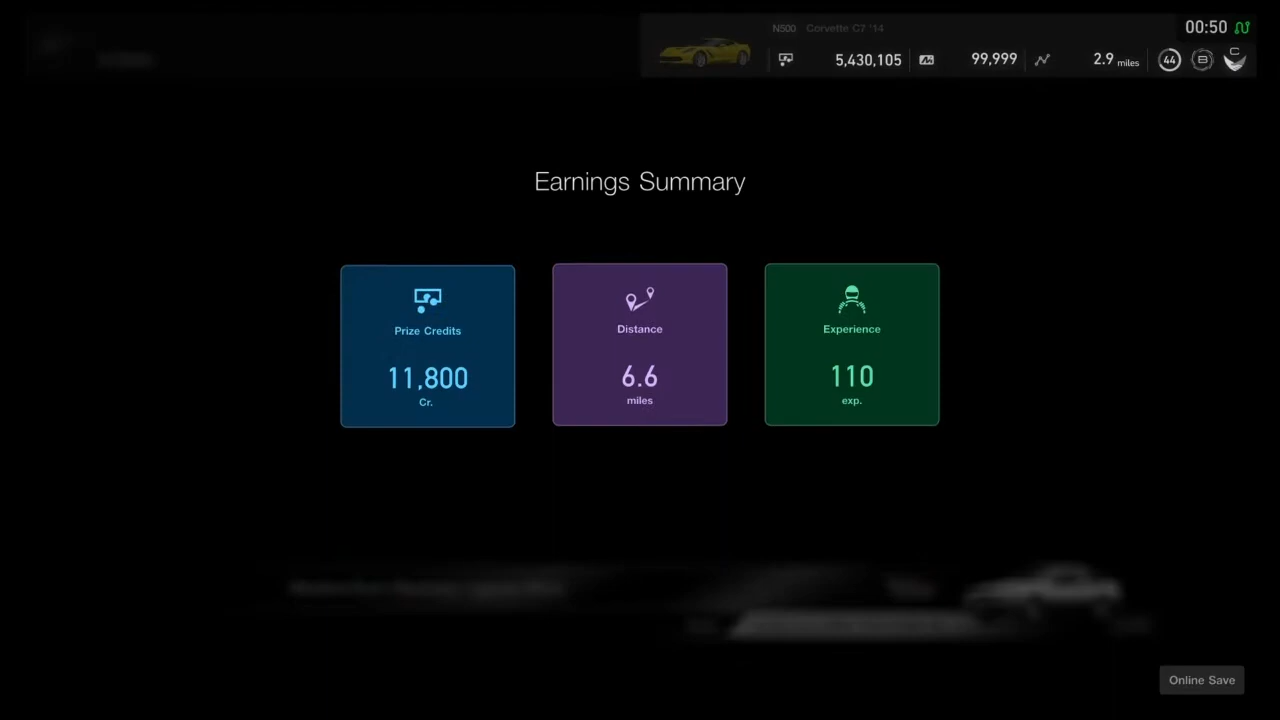 00:50
N500 Corvette C7 '14
5,430,105 99,999 2.9 miles 44 B C
Earnings Summary
Prize Credits
11,800
Cr.
Distance
6.6
miles
Experience
110
exp.
Online Save